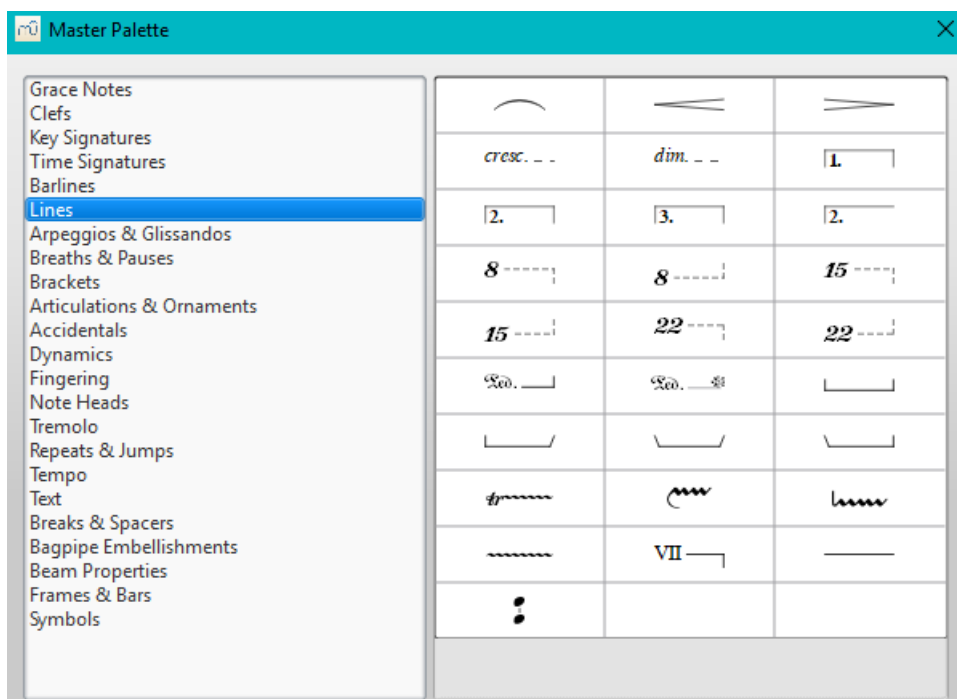 Master Palette
Grace Notes
Clefs
Key Signatures
Time Signatures
Barlines
Lines
Arpeggios & Glissandos
Breaths & Pauses
Brackets
Articulations & Ornaments
Accidentals
Dynamics
Fingering
Note Heads
Tremolo
Repeats & Jumps
Tempo
Text
Breaks & Spacers
Bagpipe Embellishments
Beam Properties
Frames & Bars
Symbols
cresc. _ _ dim. _ _ 1.
2. 3. 2.
8 8 15
15 22 22
Ped. Ped.
tr
VII